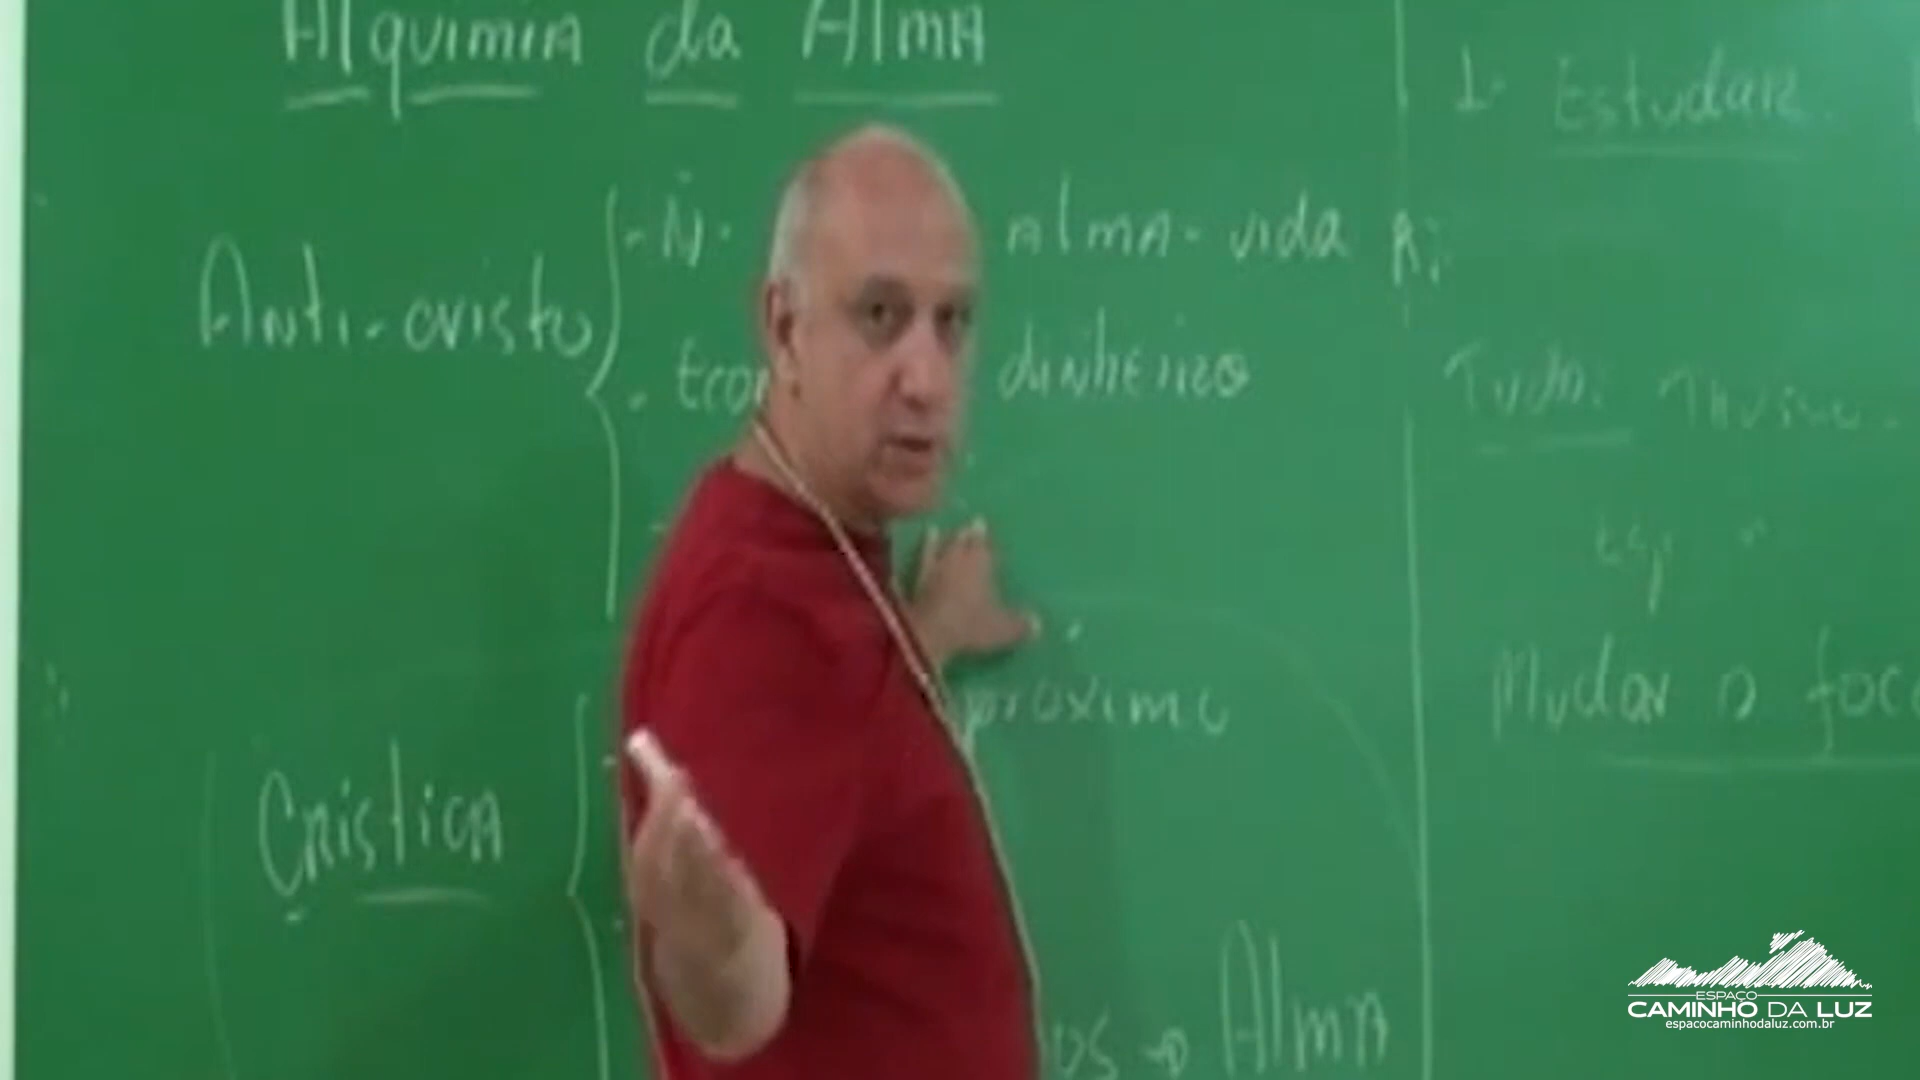 Alquimia da Alma
Anti-cristo
- N. alma - vida
dinheiro
próximo
Crística
os → Alma
1- Estudar
Tudo:
Mudar o foco
ESPAÇO
CAMINHO DA LUZ
espacocaminhodaluz.com.br